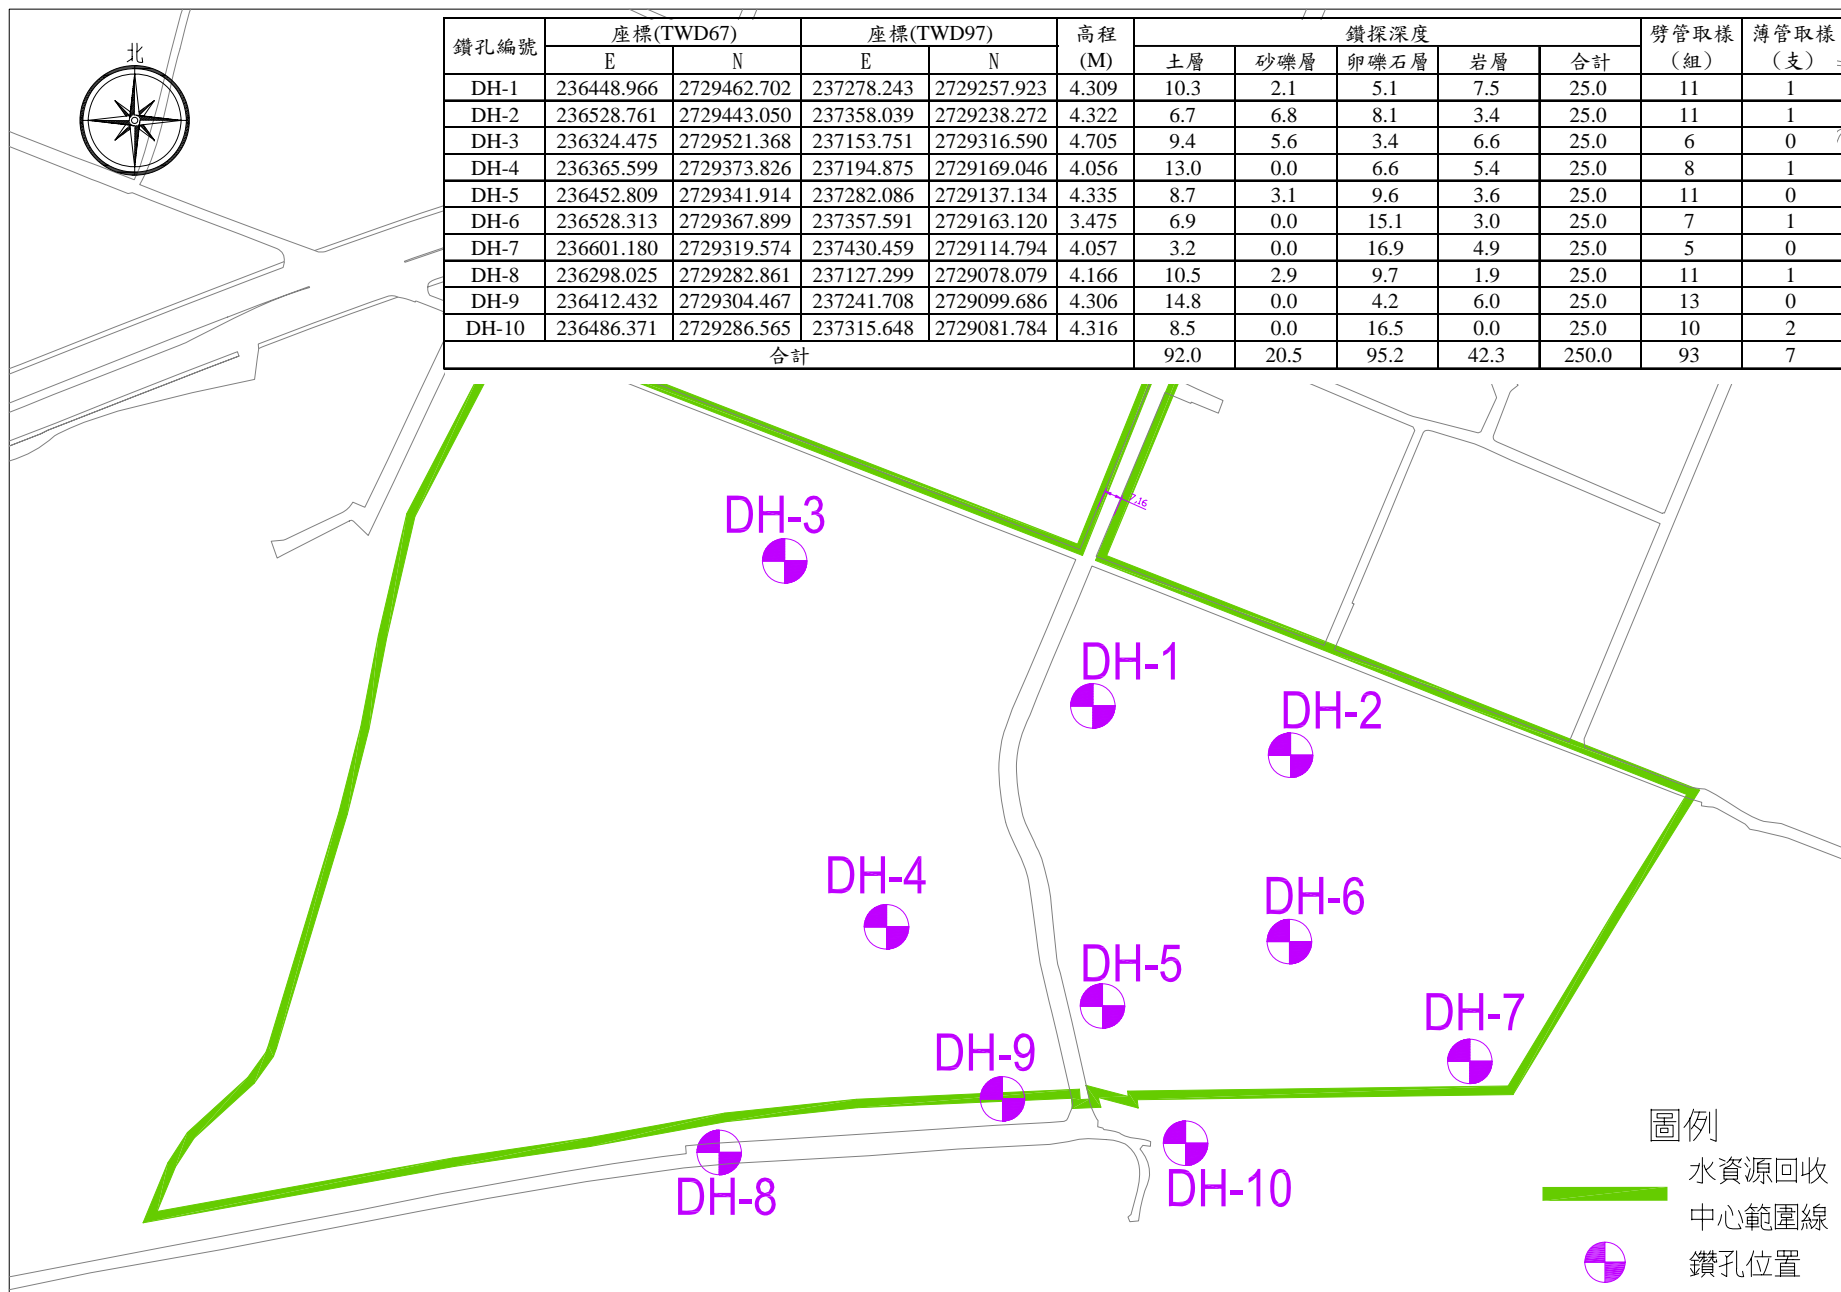 北
鑽孔編號 座標(TWD67) 座標(TWD97) 高程(M) 鑽探深度 劈管取樣(組) 薄管取樣(支)
E N E N 土層 砂礫層 卵礫石層 岩層 合計
DH-1 236448.966 2729462.702 237278.243 2729257.923 4.309 10.3 2.1 5.1 7.5 25.0 11 1
DH-2 236528.761 2729443.050 237358.039 2729238.272 4.322 6.7 6.8 8.1 3.4 25.0 11 1
DH-3 236324.475 2729521.368 237153.751 2729316.590 4.705 9.4 5.6 3.4 6.6 25.0 6 0
DH-4 236365.599 2729373.826 237194.875 2729169.046 4.056 13.0 0.0 6.6 5.4 25.0 8 1
DH-5 236452.809 2729341.914 237282.086 2729137.134 4.335 8.7 3.1 9.6 3.6 25.0 11 0
DH-6 236528.313 2729367.899 237357.591 2729163.120 3.475 6.9 0.0 15.1 3.0 25.0 7 1
DH-7 236601.180 2729319.574 237430.459 2729114.794 4.057 3.2 0.0 16.9 4.9 25.0 5 0
DH-8 236298.025 2729282.861 237127.299 2729078.079 4.166 10.5 2.9 9.7 1.9 25.0 11 1
DH-9 236412.432 2729304.467 237241.708 2729099.686 4.306 14.8 0.0 4.2 6.0 25.0 13 0
DH-10 236486.371 2729286.565 237315.648 2729081.784 4.316 8.5 0.0 16.5 0.0 25.0 10 2
合計 92.0 20.5 95.2 42.3 250.0 93 7
7.16
DH-3
DH-1
DH-2
DH-4
DH-6
DH-5
DH-7
DH-9
DH-8
DH-10
圖例
水資源回收
中心範圍線
鑽孔位置